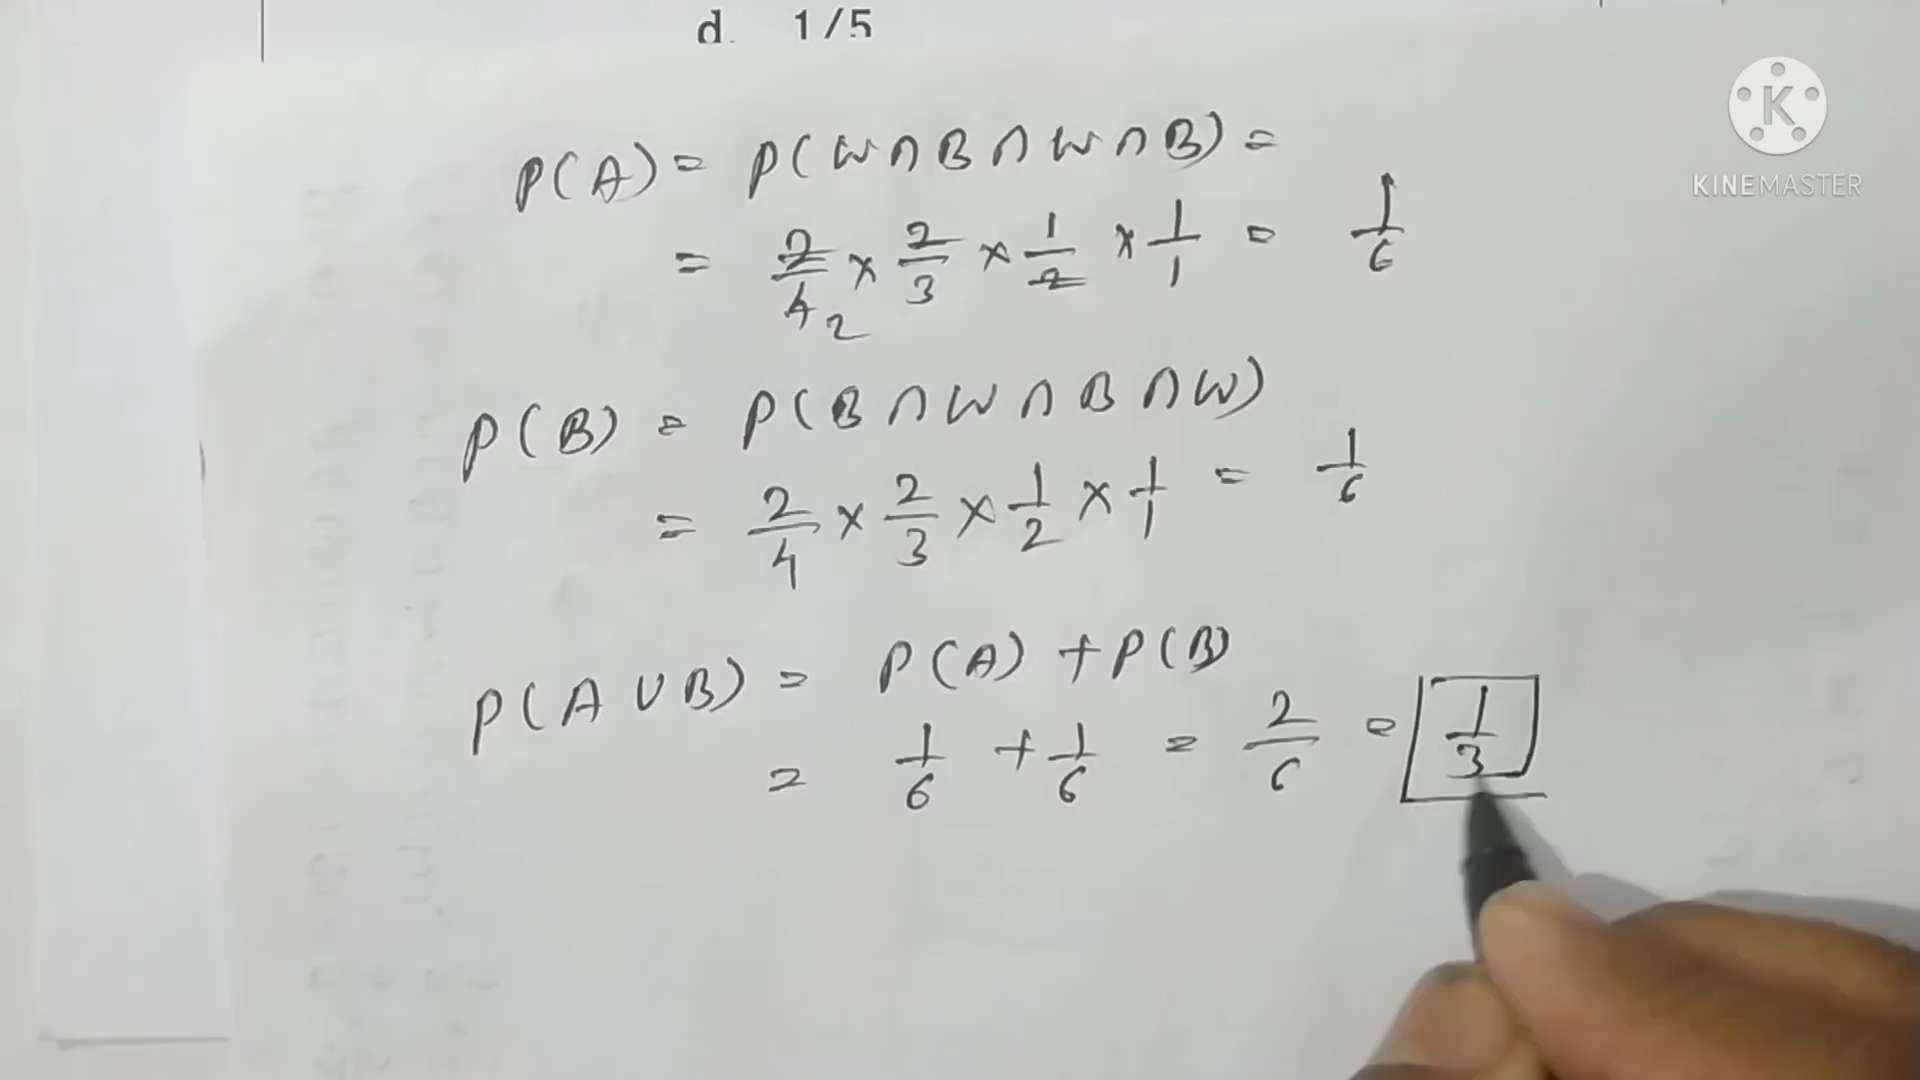 d. 1/5
K
KINEMASTER
P(A) = P(W∩B∩W∩B) =
= 2/4 2 × 2/3 × 1/2 × 1/1 = 1/6
P(B) = P(B∩W∩B∩W)
= 2/4 × 2/3 × 1/2 × 1/1 = 1/6
P(A∪B) = P(A) + P(B)
= 1/6 + 1/6 = 2/6 = 1/3